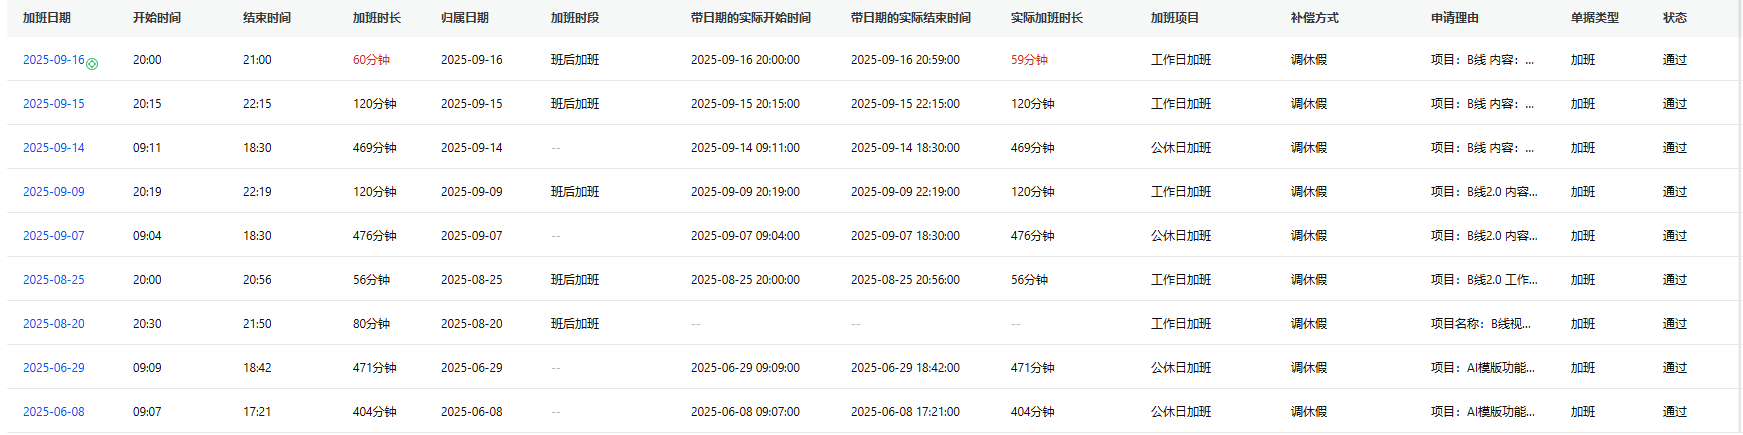 加班日期 开始时间 结束时间 加班时长 归属日期 加班时段 带日期的实际开始时间 带日期的实际结束时间 实际加班时长 加班项目 补偿方式 申请理由 单据类型 状态
2025-09-16 20:00 21:00 60分钟 2025-09-16 班后加班 2025-09-16 20:00:00 2025-09-16 20:59:00 59分钟 工作日加班 调休假 项目：B线 内容：... 加班 通过
2025-09-15 20:15 22:15 120分钟 2025-09-15 班后加班 2025-09-15 20:15:00 2025-09-15 22:15:00 120分钟 工作日加班 调休假 项目：B线 内容：... 加班 通过
2025-09-14 09:11 18:30 469分钟 2025-09-14 -- 2025-09-14 09:11:00 2025-09-14 18:30:00 469分钟 公休日加班 调休假 项目：B线 内容：... 加班 通过
2025-09-09 20:19 22:19 120分钟 2025-09-09 班后加班 2025-09-09 20:19:00 2025-09-09 22:19:00 120分钟 工作日加班 调休假 项目：B线2.0 内容... 加班 通过
2025-09-07 09:04 18:30 476分钟 2025-09-07 -- 2025-09-07 09:04:00 2025-09-07 18:30:00 476分钟 公休日加班 调休假 项目：B线2.0 内容... 加班 通过
2025-08-25 20:00 20:56 56分钟 2025-08-25 班后加班 2025-08-25 20:00:00 2025-08-25 20:56:00 56分钟 工作日加班 调休假 项目：B线2.0 工作... 加班 通过
2025-08-20 20:30 21:50 80分钟 2025-08-20 班后加班 -- -- -- 工作日加班 调休假 项目名称：B线视... 加班 通过
2025-06-29 09:09 18:42 471分钟 2025-06-29 -- 2025-06-29 09:09:00 2025-06-29 18:42:00 471分钟 公休日加班 调休假 项目：AI模版功能... 加班 通过
2025-06-08 09:07 17:21 404分钟 2025-06-08 -- 2025-06-08 09:07:00 2025-06-08 17:21:00 404分钟 公休日加班 调休假 项目：AI模版功能... 加班 通过